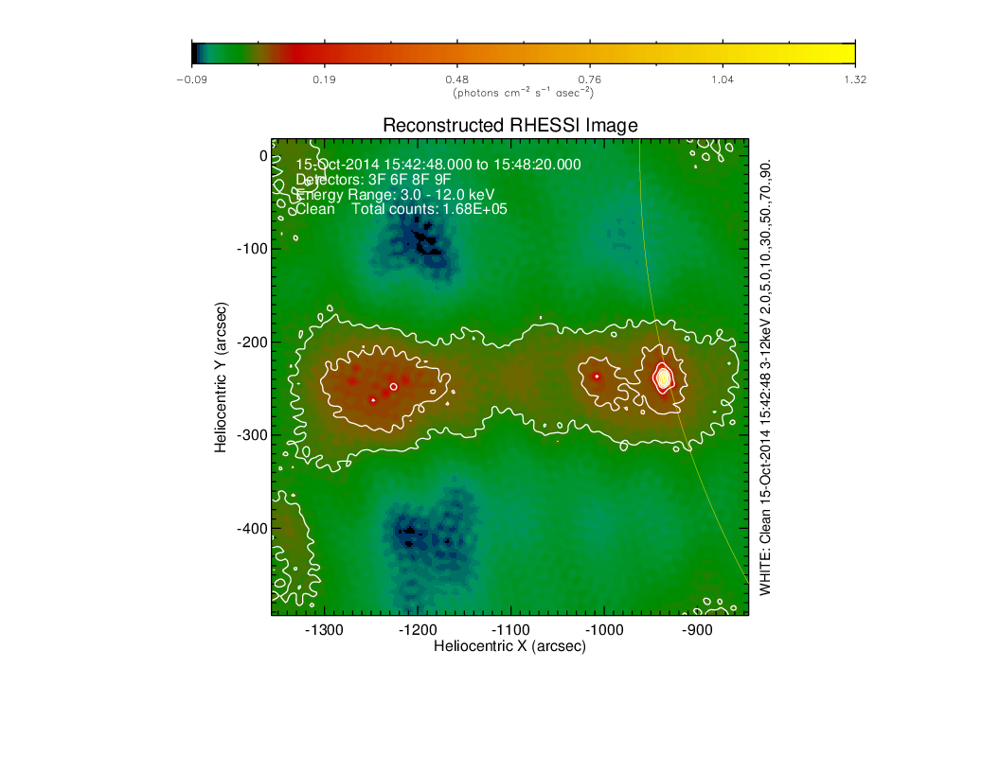 −0.09 0.19 0.48 0.76 1.04 1.32
(photons cm⁻² s⁻¹ asec⁻²)
Reconstructed RHESSI Image
15-Oct-2014 15:42:48.000 to 15:48:20.000
Detectors: 3F 6F 8F 9F
Energy Range: 3.0 - 12.0 keV
Clean Total counts: 1.68E+05
0
-100
-200
-300
-400
Heliocentric Y (arcsec)
-1300 -1200 -1100 -1000 -900
Heliocentric X (arcsec)
WHITE: Clean 15-Oct-2014 15:42:48 3-12keV 2.0,5.0,10.,30.,50.,70.,90.